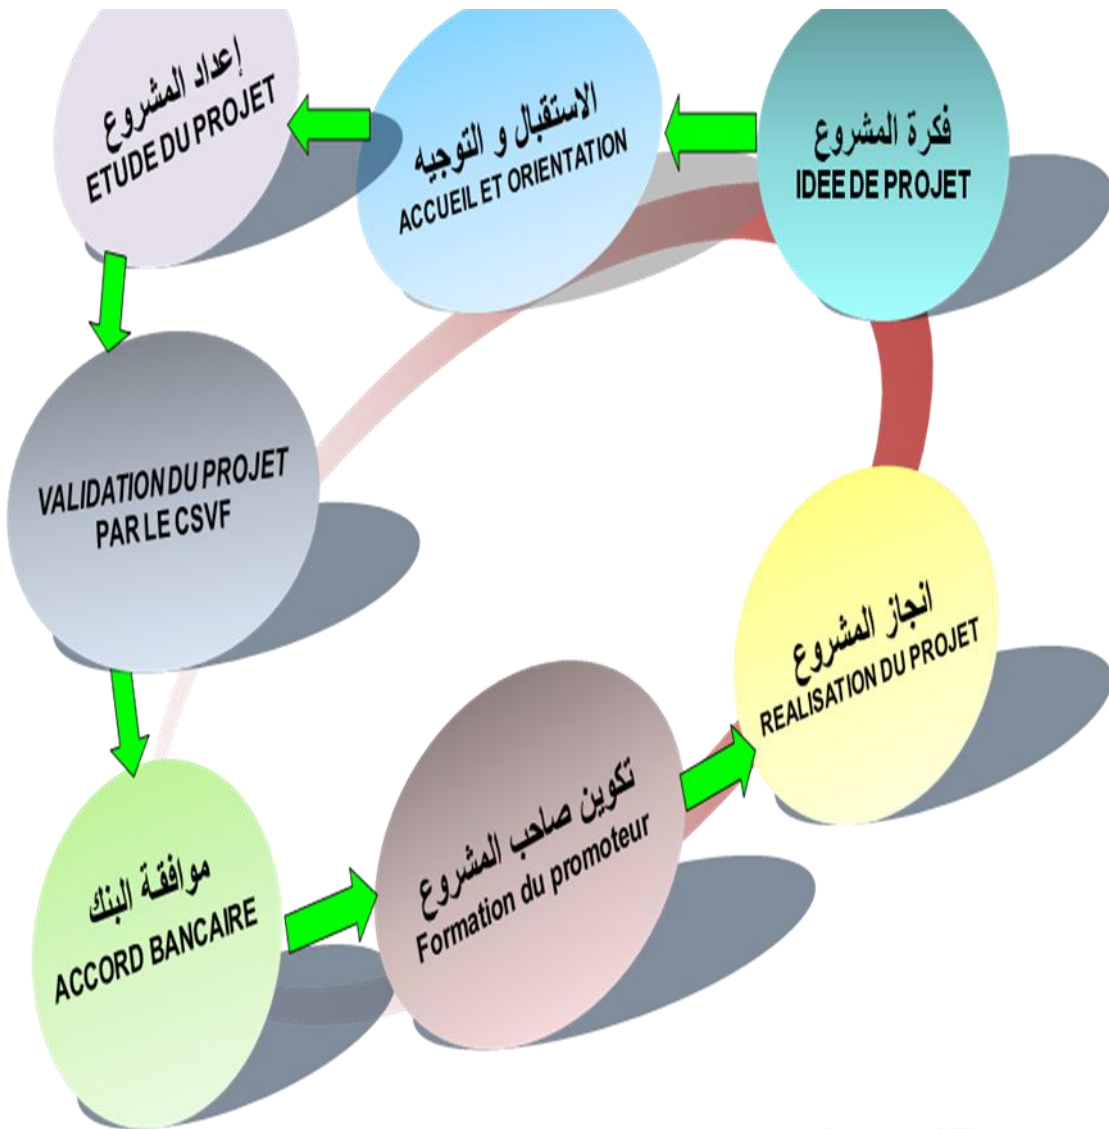 فكرة المشروع
IDEE DE PROJET
الاستقبال و التوجيه
ACCUEIL ET ORIENTATION
إعداد المشروع
ETUDE DU PROJET
VALIDATION DU PROJET
PAR LE CSVF
موافقة البنك
ACCORD BANCAIRE
تكوين صاحب المشروع
Formation du promoteur
انجاز المشروع
REALISATION DU PROJET